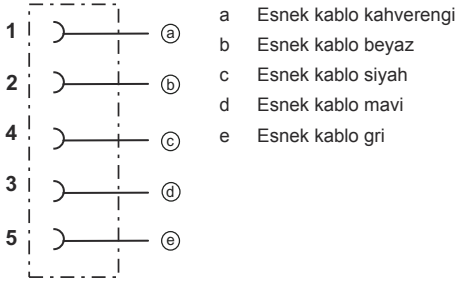 1 a
2 b
4 c
3 d
5 e
a Esnek kablo kahverengi
b Esnek kablo beyaz
c Esnek kablo siyah
d Esnek kablo mavi
e Esnek kablo gri